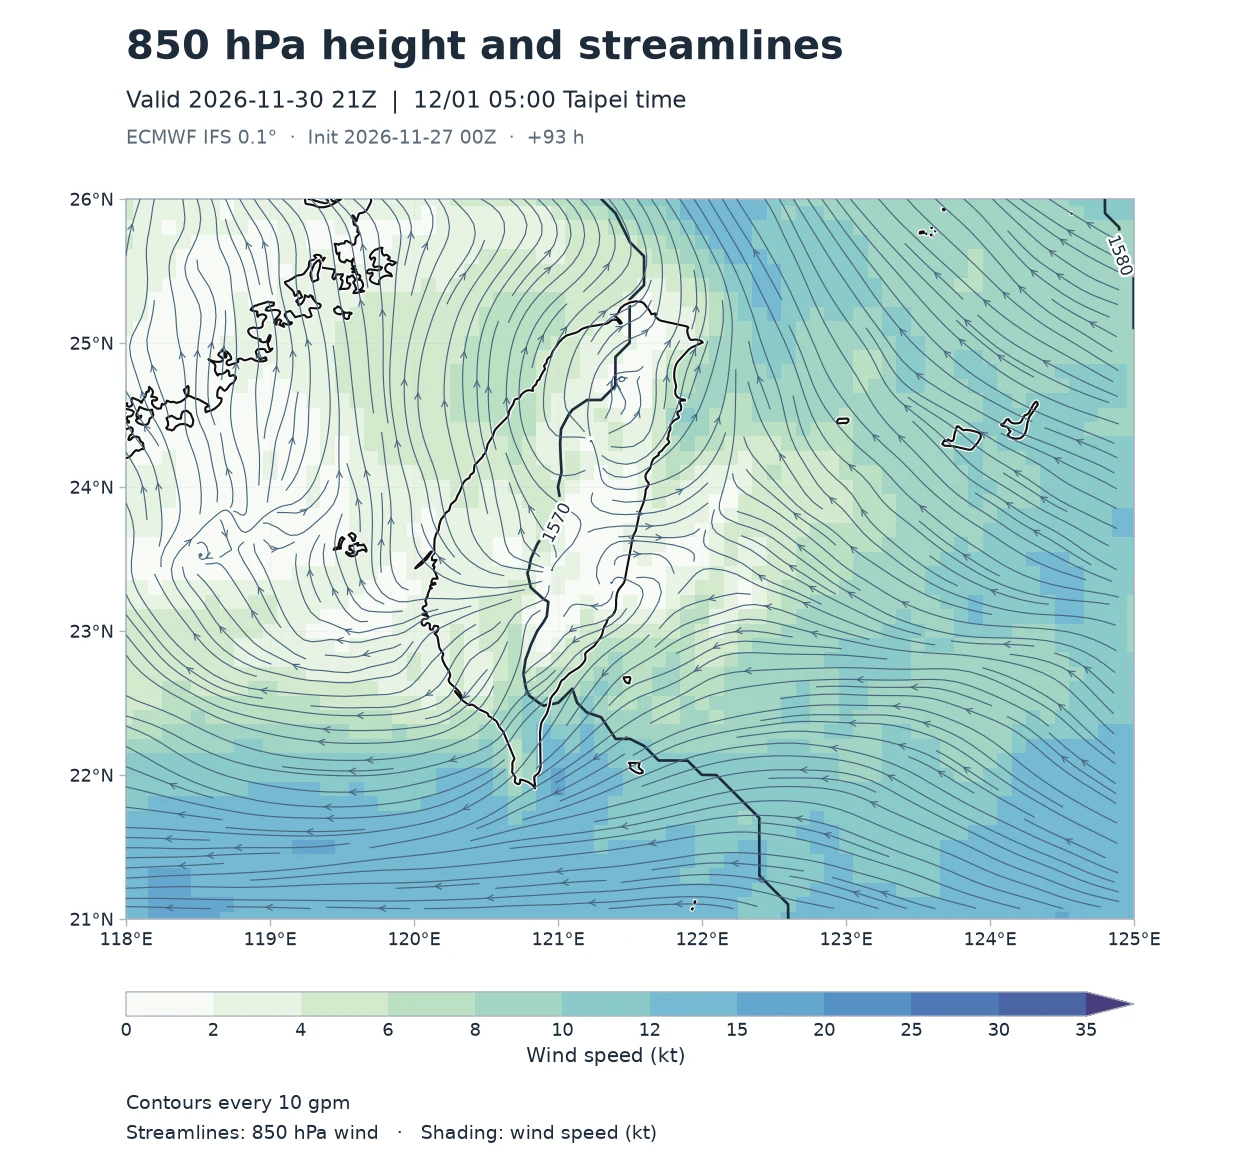 850 hPa height and streamlines
Valid 2026-11-30 21Z | 12/01 05:00 Taipei time
ECMWF IFS 0.1° · Init 2026-11-27 00Z · +93 h
26°N
1580
25°N
24°N
1570
23°N
22°N
21°N
118°E 119°E 120°E 121°E 122°E 123°E 124°E 125°E
0 2 4 6 8 10 12 15 20 25 30 35
Wind speed (kt)
Contours every 10 gpm
Streamlines: 850 hPa wind · Shading: wind speed (kt)